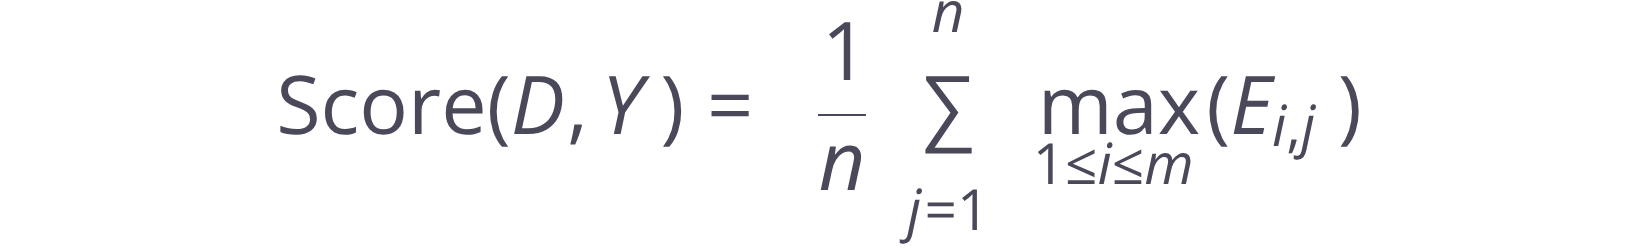 Score(D, Y) = 1/n ∑_{j=1}^{n} max_{1≤i≤m}(E_{i,j})